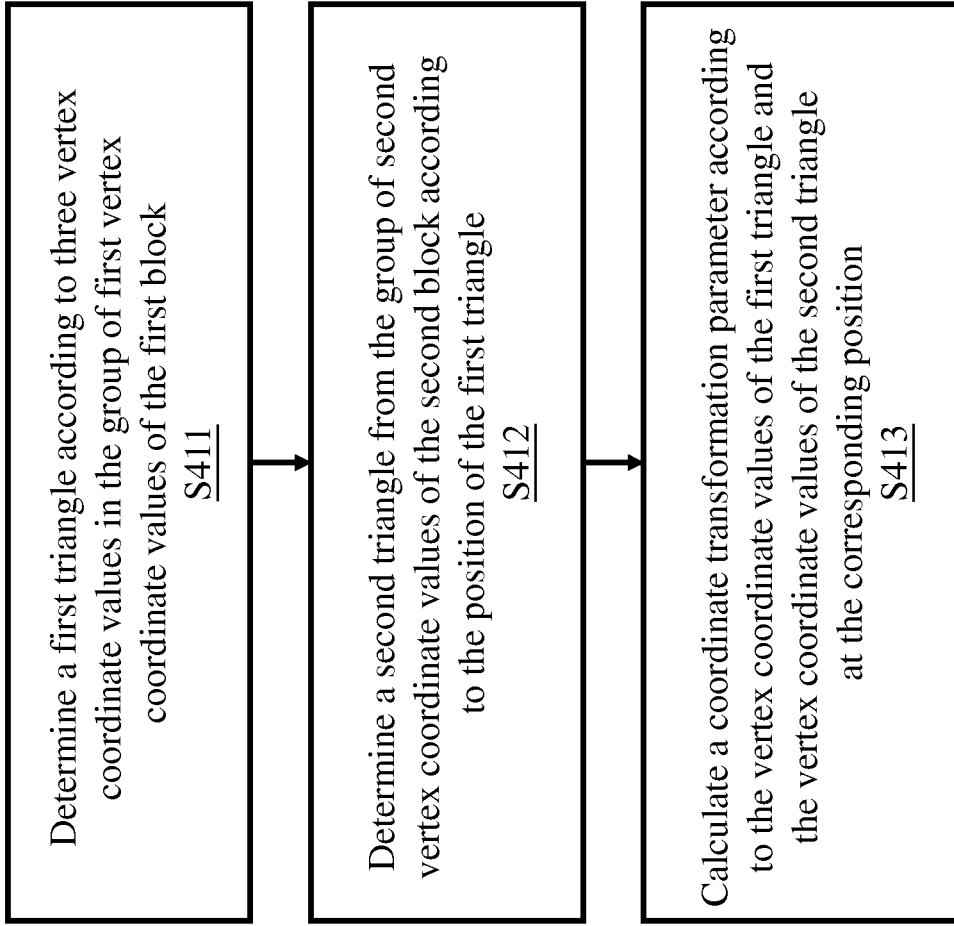 Determine a first triangle according to three vertex
coordinate values in the group of first vertex
coordinate values of the first block
S411
Determine a second triangle from the group of second
vertex coordinate values of the second block according
to the position of the first triangle
S412
Calculate a coordinate transformation parameter according
to the vertex coordinate values of the first triangle and
the vertex coordinate values of the second triangle
at the corresponding position
S413